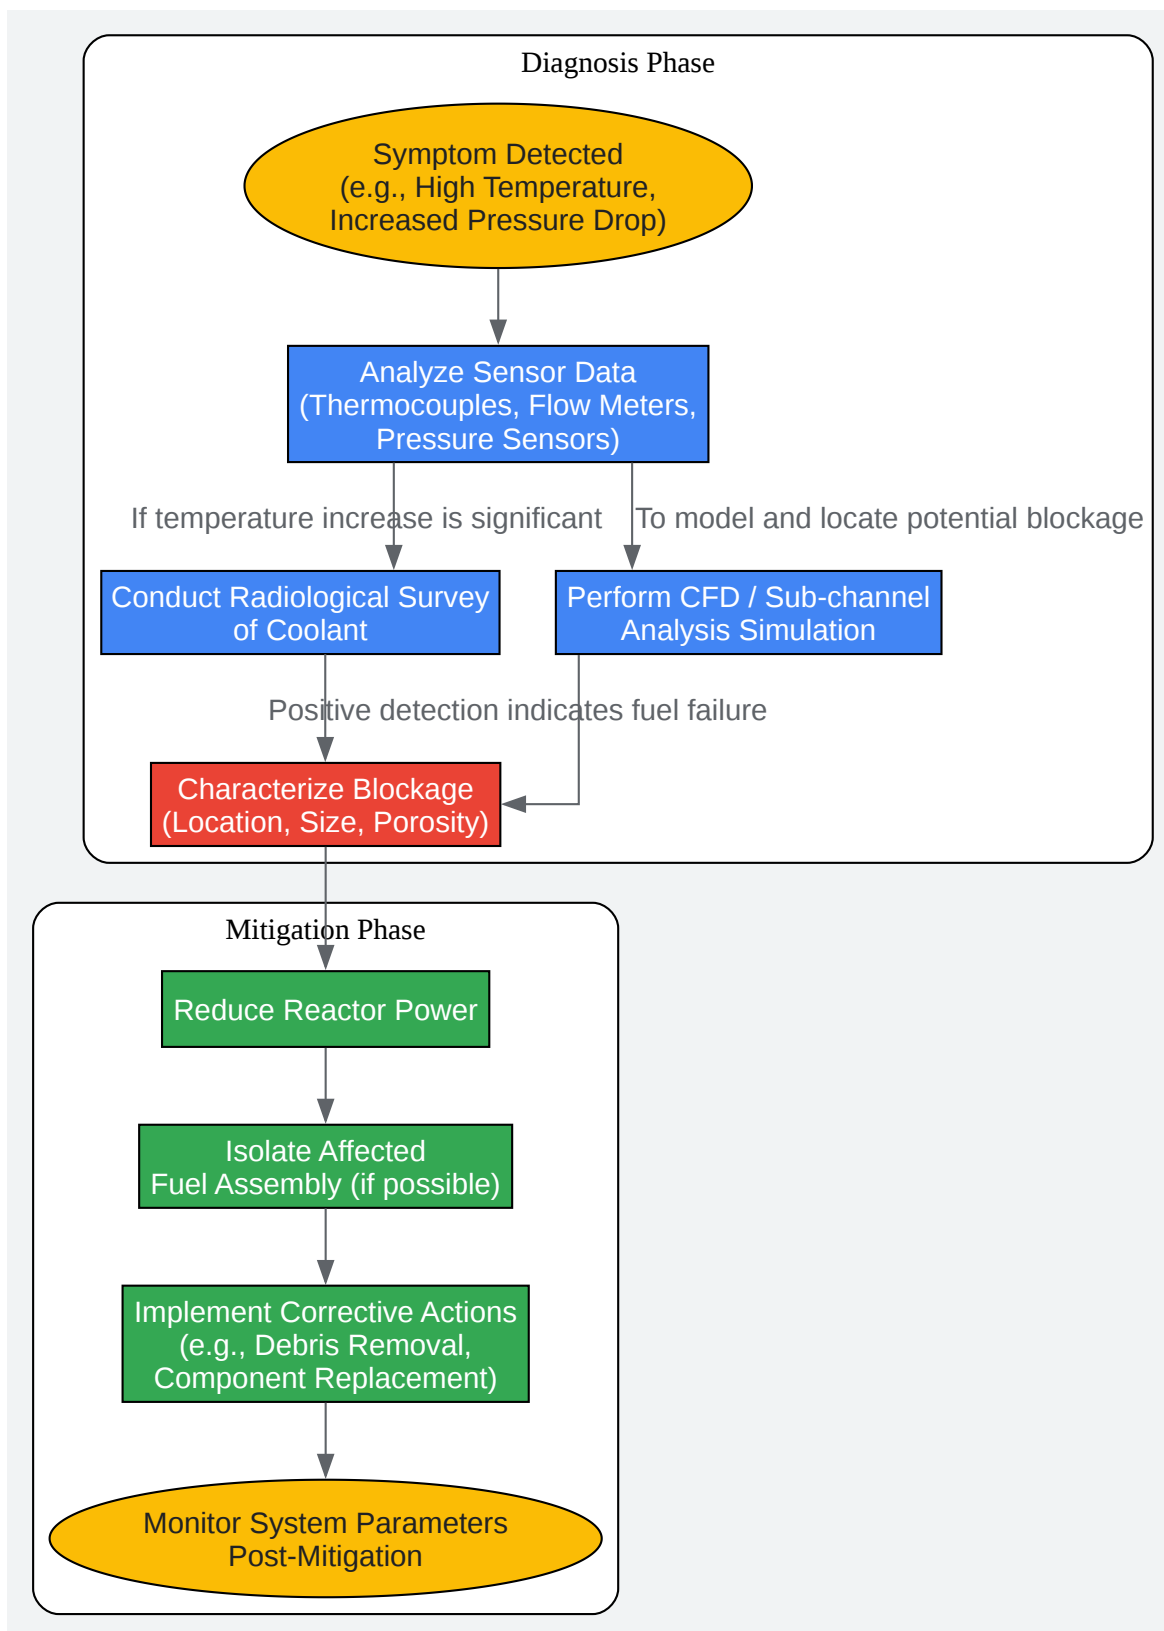 Diagnosis Phase
Symptom Detected
(e.g., High Temperature,
Increased Pressure Drop)
Analyze Sensor Data
(Thermocouples, Flow Meters,
Pressure Sensors)
If temperature increase is significant
To model and locate potential blockage
Conduct Radiological Survey
of Coolant
Perform CFD / Sub-channel
Analysis Simulation
Positive detection indicates fuel failure
Characterize Blockage
(Location, Size, Porosity)
Mitigation Phase
Reduce Reactor Power
Isolate Affected
Fuel Assembly (if possible)
Implement Corrective Actions
(e.g., Debris Removal,
Component Replacement)
Monitor System Parameters
Post-Mitigation